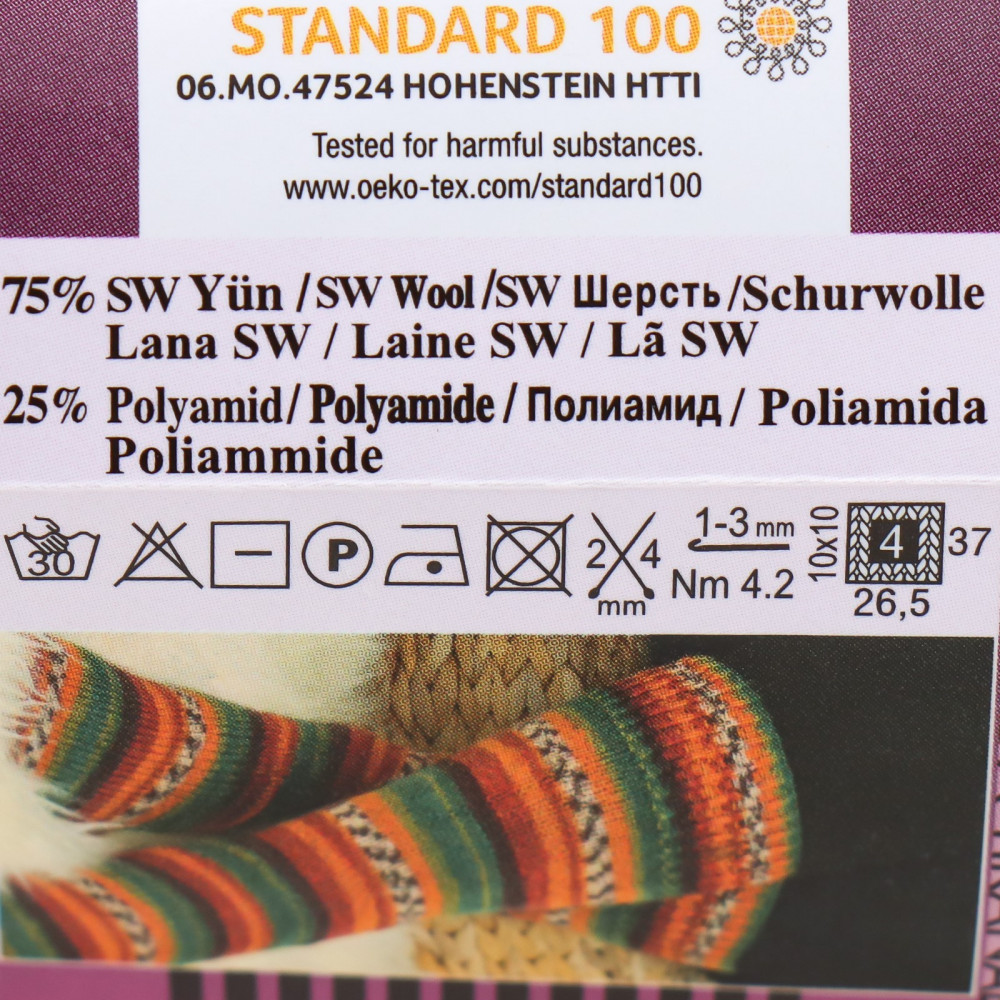 STANDARD 100
06.MO.47524 HOHENSTEIN HTTI
Tested for harmful substances.
www.oeko-tex.com/standard100
75% SW Yün / SW Wool / SW Шерсть / Schurwolle
Lana SW / Laine SW / Lã SW
25% Polyamid / Polyamide / Полиамид / Poliamida
Poliammide
30 P 2 4 mm 1-3 mm Nm 4.2 10x10 4 37 26,5